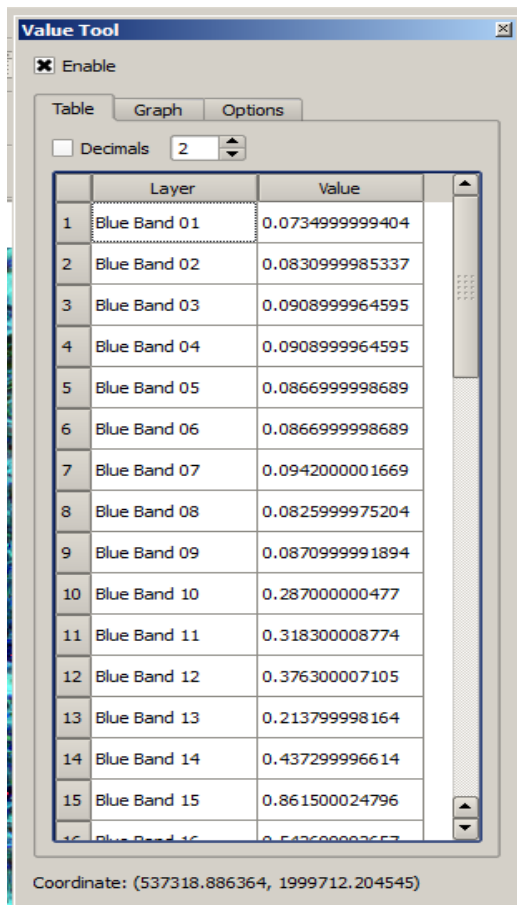 Value Tool
Enable
Table Graph Options
Decimals 2
Layer Value
1 Blue Band 01 0.0734999999404
2 Blue Band 02 0.0830999985337
3 Blue Band 03 0.0908999964595
4 Blue Band 04 0.0908999964595
5 Blue Band 05 0.0866999998689
6 Blue Band 06 0.0866999998689
7 Blue Band 07 0.0942000001669
8 Blue Band 08 0.0825999975204
9 Blue Band 09 0.0870999991894
10 Blue Band 10 0.287000000477
11 Blue Band 11 0.318300008774
12 Blue Band 12 0.376300007105
13 Blue Band 13 0.213799998164
14 Blue Band 14 0.437299996614
15 Blue Band 15 0.861500024796
16 Blue Band 16
Coordinate: (537318.886364, 1999712.204545)